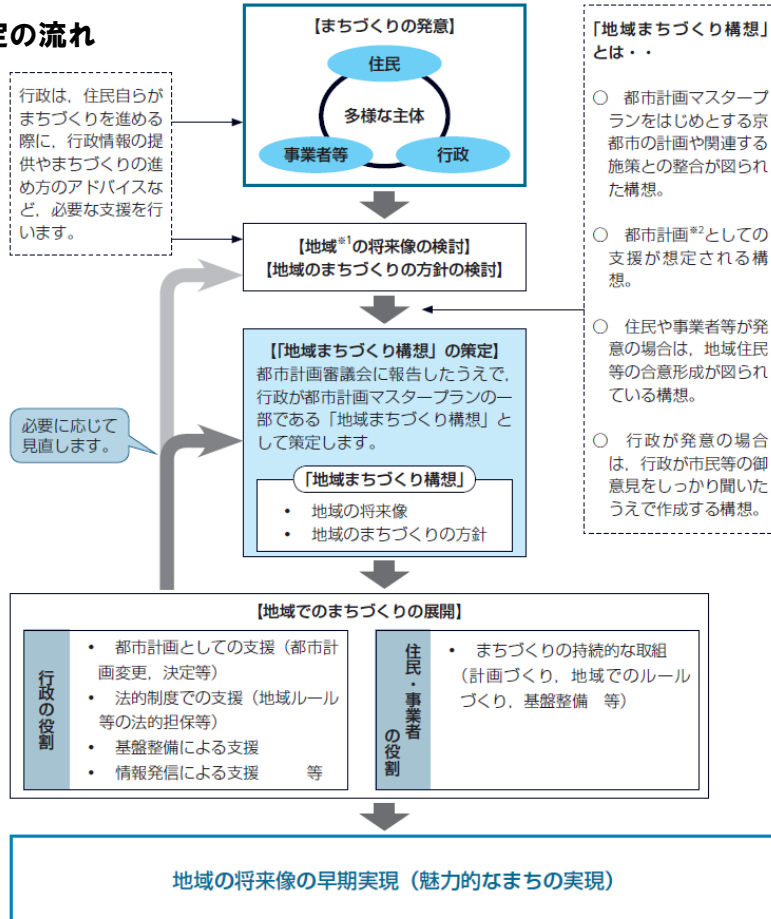 定の流れ
行政は，住民自らが
まちづくりを進める
際に，行政情報の提
供やまちづくりの進
め方のアドバイスな
ど，必要な支援を行
います。
【まちづくりの発意】
住民
多様な主体
事業者等
行政
【地域※1の将来像の検討】
【地域のまちづくりの方針の検討】
「地域まちづくり構想」
とは・・
○ 都市計画マスタープ
ランをはじめとする京
都市の計画や関連する
施策との整合が図られ
た構想。
○ 都市計画※2としての
支援が想定される構
想。
○ 住民や事業者等が発
意の場合は，地域住民
等の合意形成が図られ
ている構想。
○ 行政が発意の場合
は，行政が市民等の御
意見をしっかり聞いた
うえで作成する構想。
【「地域まちづくり構想」の策定】
都市計画審議会に報告したうえで，
行政が都市計画マスタープランの一
部である「地域まちづくり構想」と
して策定します。
「地域まちづくり構想」
• 地域の将来像
• 地域のまちづくりの方針
必要に応じて
見直します。
【地域でのまちづくりの展開】
行政の役割
• 都市計画としての支援（都市計
画変更，決定等）
• 法的制度での支援（地域ルール
等の法的担保等）
• 基盤整備による支援
• 情報発信による支援 等
住民・事業者
の役割
• まちづくりの持続的な取組
（計画づくり，地域でのルール
づくり，基盤整備 等）
地域の将来像の早期実現（魅力的なまちの実現）